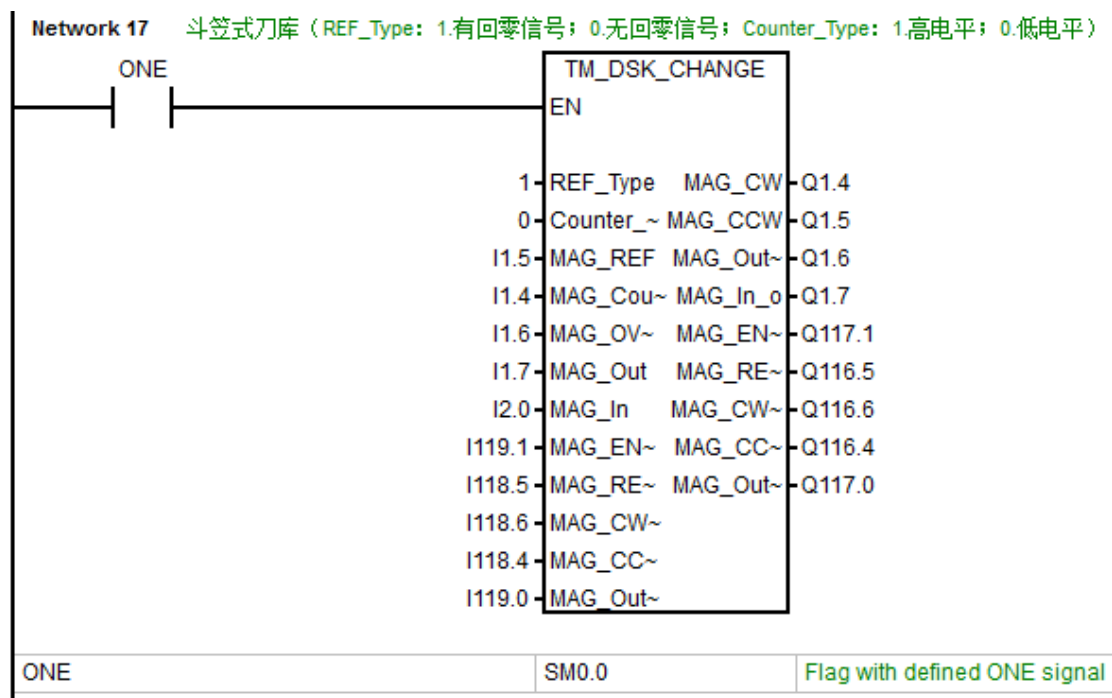 Network 17 斗笠式刀库（REF_Type：1.有回零信号；0.无回零信号；Counter_Type：1.高电平；0.低电平）
ONE
TM_DSK_CHANGE
EN
1 REF_Type MAG_CW Q1.4
0 Counter_~ MAG_CCW Q1.5
I1.5 MAG_REF MAG_Out~ Q1.6
I1.4 MAG_Cou~ MAG_In_o Q1.7
I1.6 MAG_OV~ MAG_EN~ Q117.1
I1.7 MAG_Out MAG_RE~ Q116.5
I2.0 MAG_In MAG_CW~ Q116.6
I119.1 MAG_EN~ MAG_CC~ Q116.4
I118.5 MAG_RE~ MAG_Out~ Q117.0
I118.6 MAG_CW~
I118.4 MAG_CC~
I119.0 MAG_Out~
ONE SM0.0 Flag with defined ONE signal